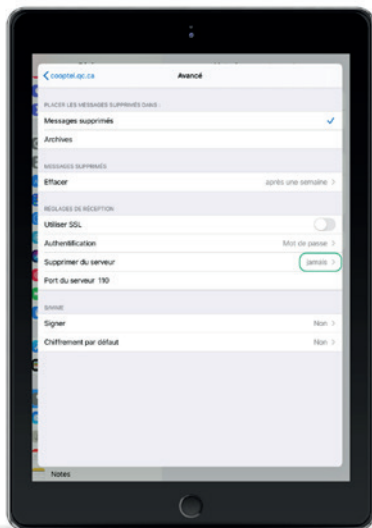 cooptel.qc.ca
Avancé
PLACER LES MESSAGES SUPPRIMÉS DANS :
Messages supprimés
Archives
MESSAGES SUPPRIMÉS
Effacer
après une semaine
RÉGLAGES DE RÉCEPTION
Utiliser SSL
Authentification
Mot de passe
Supprimer du serveur
Jamais
Port du serveur 110
S/MIME
Signer
Non
Chiffrement par défaut
Non
Notes